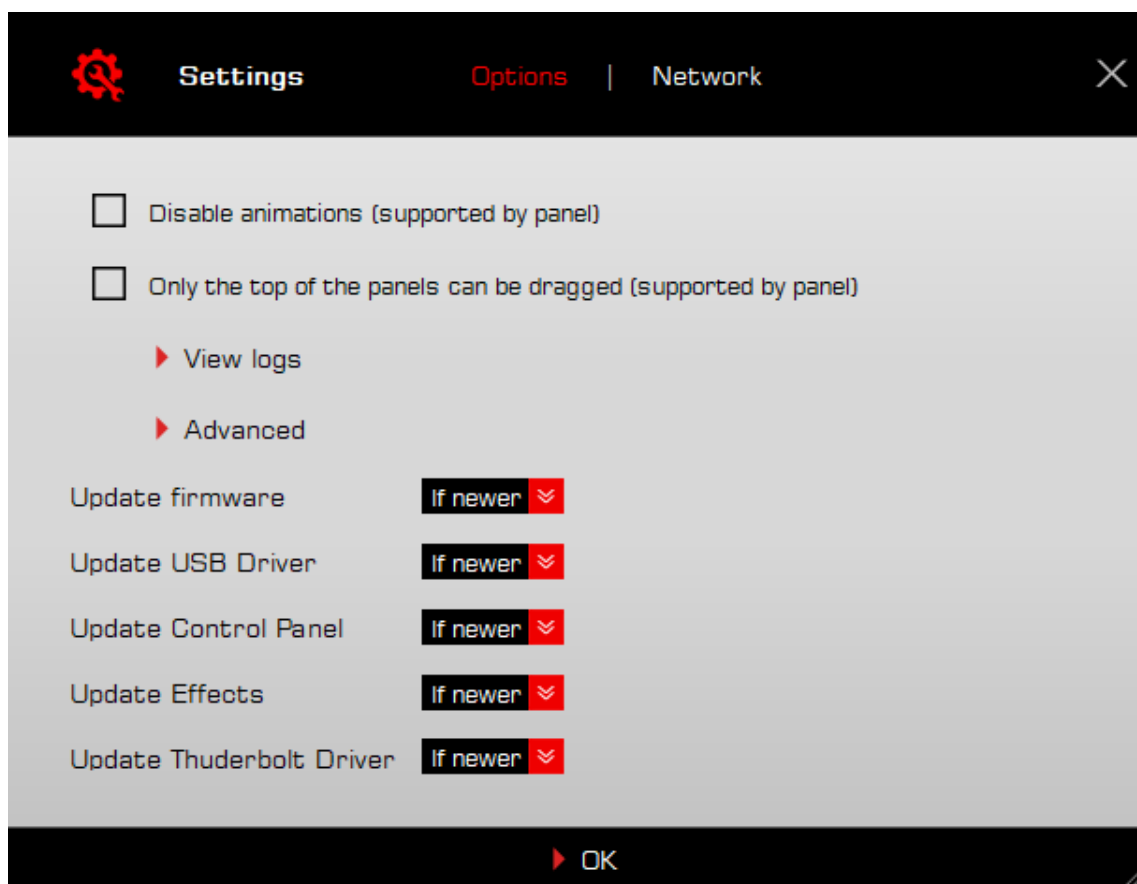 Settings Options | Network
Disable animations (supported by panel)
Only the top of the panels can be dragged (supported by panel)
View logs
Advanced
Update firmware If newer
Update USB Driver If newer
Update Control Panel If newer
Update Effects If newer
Update Thuderbolt Driver If newer
OK